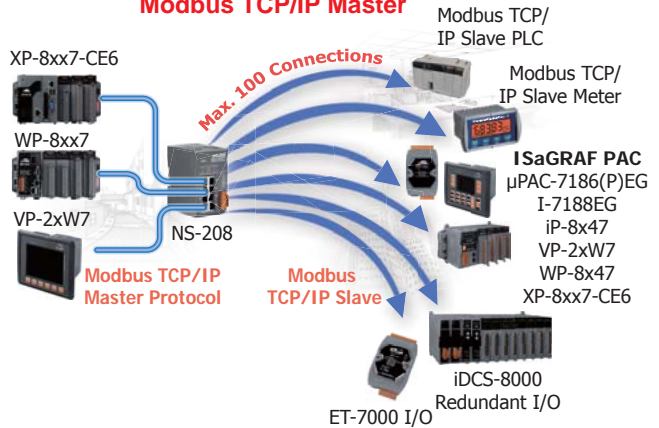 Modbus TCP/IP Master
XP-8xx7-CE6
WP-8xx7
VP-2xW7
NS-208
Modbus TCP/IP
Master Protocol
Max. 100 Connections
Modbus
TCP/IP Slave
Modbus TCP/
IP Slave PLC
Modbus TCP/
IP Slave Meter
ISaGRAF PAC
µPAC-7186(P)EG
I-7188EG
iP-8x47
VP-2xW7
WP-8x47
XP-8xx7-CE6
iDCS-8000
Redundant I/O
ET-7000 I/O